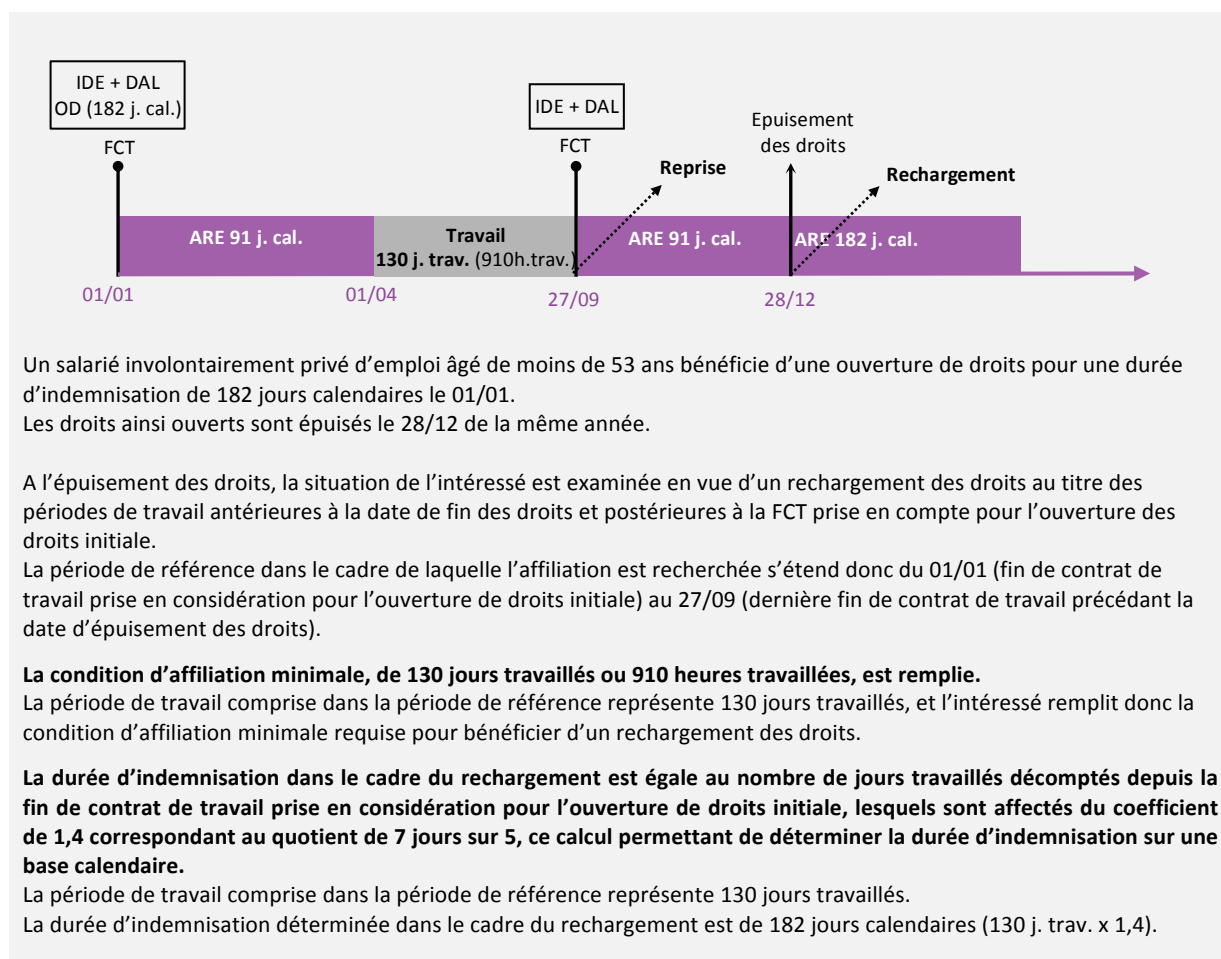 IDE + DAL
OD (182 j. cal.)
FCT
IDE + DAL
FCT
Epuisement
des droits
Reprise
Rechargement
ARE 91 j. cal.
Travail
130 j. trav. (910h.trav.)
ARE 91 j. cal.
ARE 182 j. cal.
01/01
01/04
27/09
28/12
Un salarié involontairement privé d’emploi âgé de moins de 53 ans bénéficie d’une ouverture de droits pour une durée
d’indemnisation de 182 jours calendaires le 01/01.
Les droits ainsi ouverts sont épuisés le 28/12 de la même année.
A l’épuisement des droits, la situation de l’intéressé est examinée en vue d’un rechargement des droits au titre des
périodes de travail antérieures à la date de fin des droits et postérieures à la FCT prise en compte pour l’ouverture des
droits initiale.
La période de référence dans le cadre de laquelle l’affiliation est recherchée s’étend donc du 01/01 (fin de contrat de
travail prise en considération pour l’ouverture de droits initiale) au 27/09 (dernière fin de contrat de travail précédant la
date d’épuisement des droits).
La condition d’affiliation minimale, de 130 jours travaillés ou 910 heures travaillées, est remplie.
La période de travail comprise dans la période de référence représente 130 jours travaillés, et l’intéressé remplit donc la
condition d’affiliation minimale requise pour bénéficier d’un rechargement des droits.
La durée d’indemnisation dans le cadre du rechargement est égale au nombre de jours travaillés décomptés depuis la
fin de contrat de travail prise en considération pour l’ouverture de droits initiale, lesquels sont affectés du coefficient
de 1,4 correspondant au quotient de 7 jours sur 5, ce calcul permettant de déterminer la durée d’indemnisation sur une
base calendaire.
La période de travail comprise dans la période de référence représente 130 jours travaillés.
La durée d’indemnisation déterminée dans le cadre du rechargement est de 182 jours calendaires (130 j. trav. x 1,4).